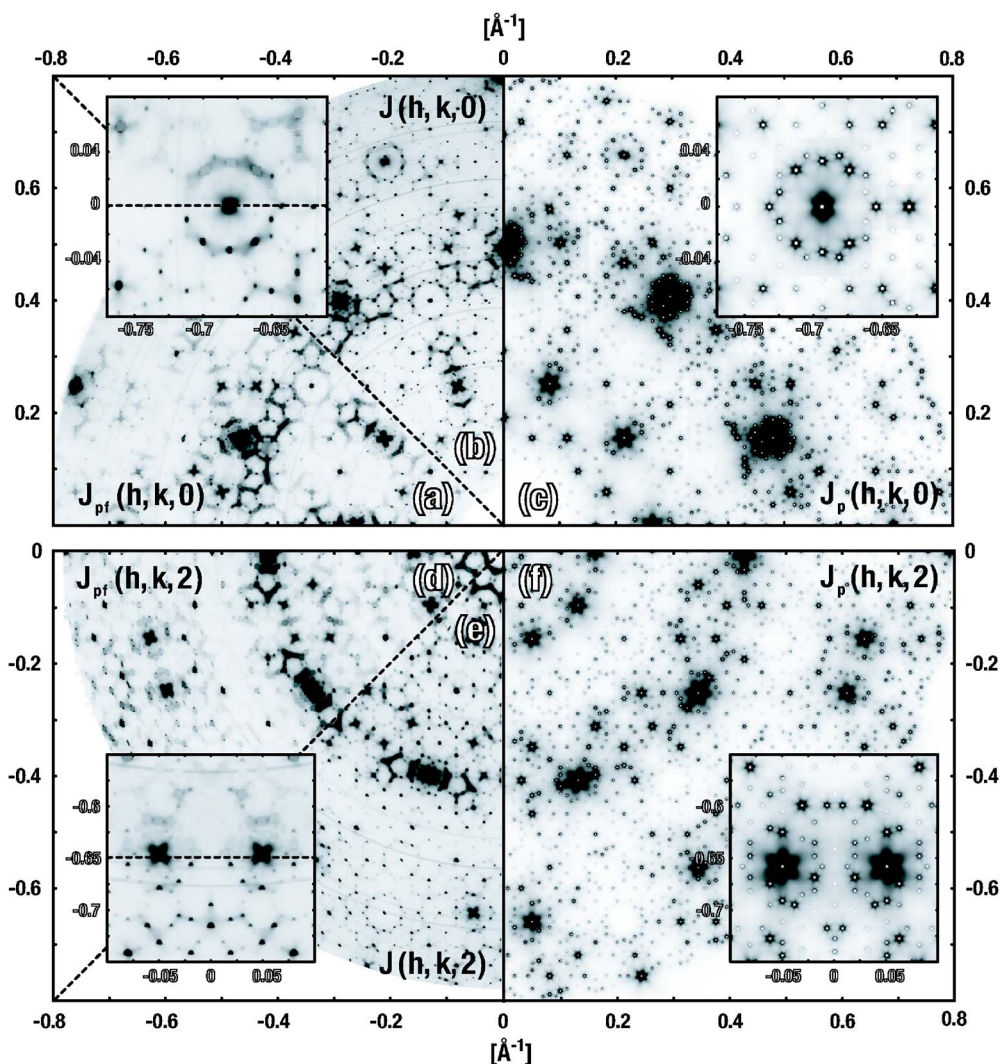 [Å⁻¹]
-0.8 -0.6 -0.4 -0.2 0 0.2 0.4 0.6 0.8
J(h, k, 0)
0.04
0
-0.04
-0.75 -0.7 -0.65
0.04
0
-0.04
-0.75 -0.7 -0.65
0.6 0.6
0.4 0.4
0.2 0.2
(b)
J_pf (h, k, 0) (a) (c) J_p (h, k, 0)
0 0
J_pf (h, k, 2) (d) (f) J_p (h, k, 2)
(e)
-0.2 -0.2
-0.4 -0.4
-0.6 -0.6
-0.6
-0.65
-0.7
-0.05 0 0.05
-0.6
-0.65
-0.7
-0.05 0 0.05
J(h, k, 2)
-0.8 -0.6 -0.4 -0.2 0 0.2 0.4 0.6 0.8
[Å⁻¹]